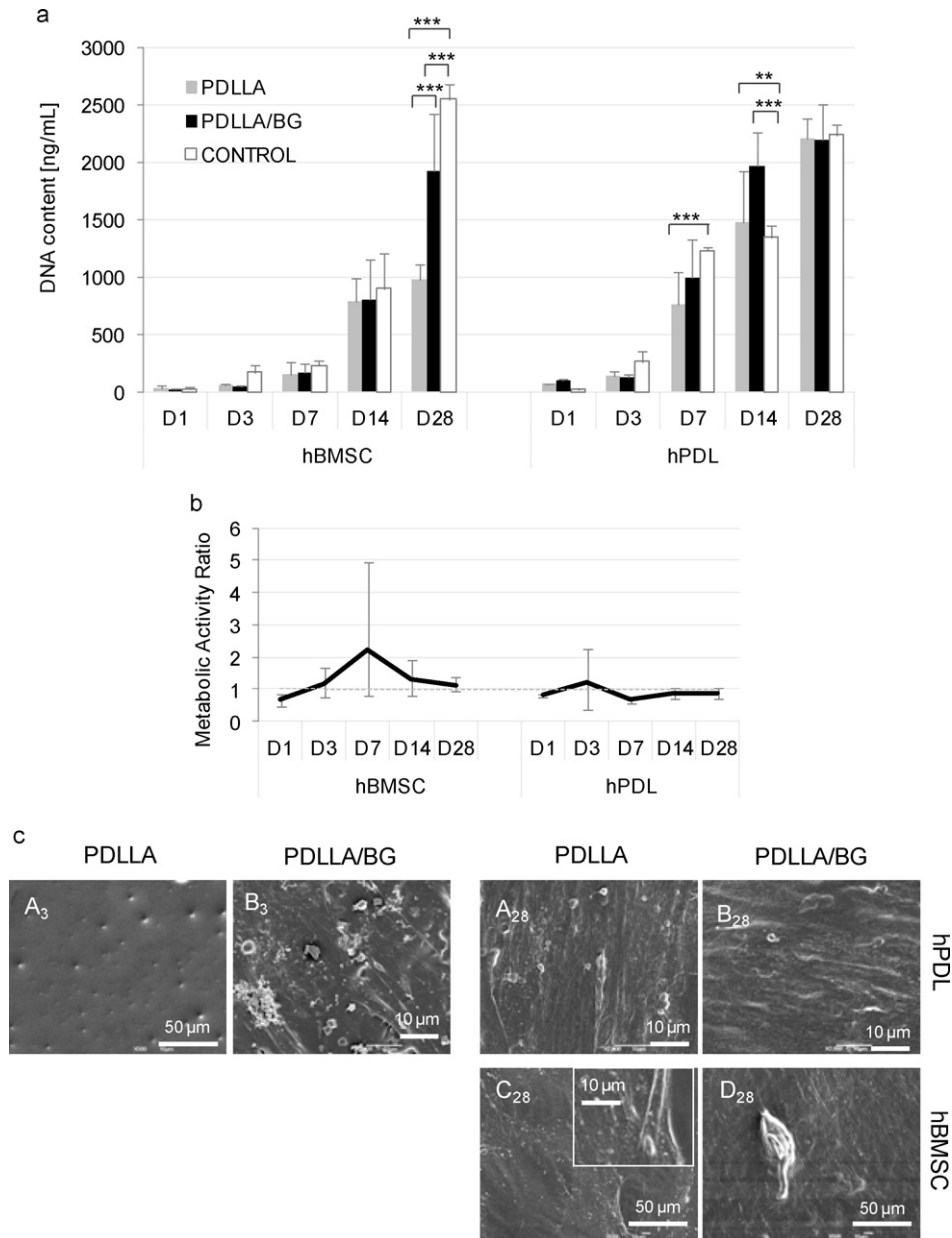 a
*** 
***
***
**
***
***
3000
2500
2000
1500
1000
500
0
DNA content [ng/mL]
PDLLA
PDLLA/BG
CONTROL
D1 D3 D7 D14 D28 D1 D3 D7 D14 D28
hBMSC hPDL
b
6
5
4
3
2
1
0
Metabolic Activity Ratio
D1 D3 D7 D14 D28 D1 D3 D7 D14 D28
hBMSC hPDL
c
PDLLA PDLLA/BG PDLLA PDLLA/BG
A3 B3 A28 B28
50 µm 10 µm 10 µm 10 µm
hPDL
C28 10 µm D28
50 µm 50 µm
hBMSC